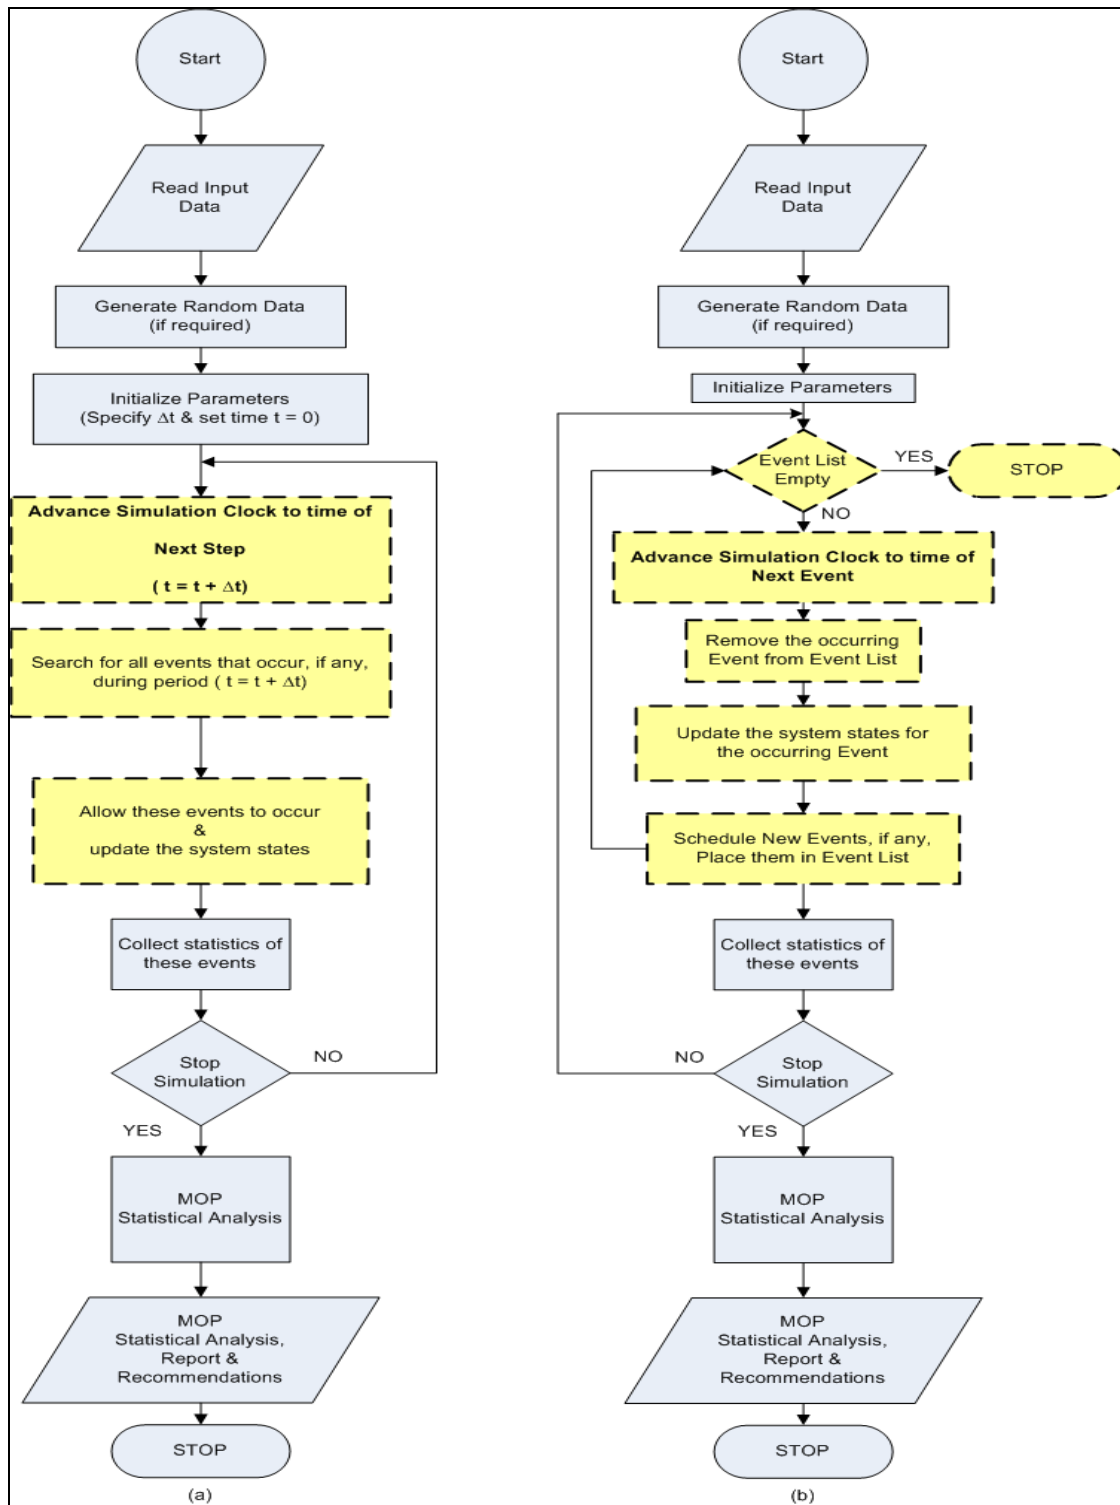 Start
Read Input
Data
Generate Random Data
(if required)
Initialize Parameters
(Specify Δt & set time t = 0)
Advance Simulation Clock to time of
Next Step
( t = t + Δt)
Search for all events that occur, if any,
during period ( t = t + Δt)
Allow these events to occur
&
update the system states
Collect statistics of
these events
Stop
Simulation
NO
YES
MOP
Statistical Analysis
MOP
Statistical Analysis,
Report &
Recommendations
STOP
(a)
Start
Read Input
Data
Generate Random Data
(if required)
Initialize Parameters
Event List
Empty
YES
STOP
NO
Advance Simulation Clock to time of
Next Event
Remove the occurring
Event from Event List
Update the system states for
the occurring Event
Schedule New Events, if any,
Place them in Event List
Collect statistics of
these events
NO
Stop
Simulation
YES
MOP
Statistical Analysis
MOP
Statistical Analysis,
Report &
Recommendations
STOP
(b)